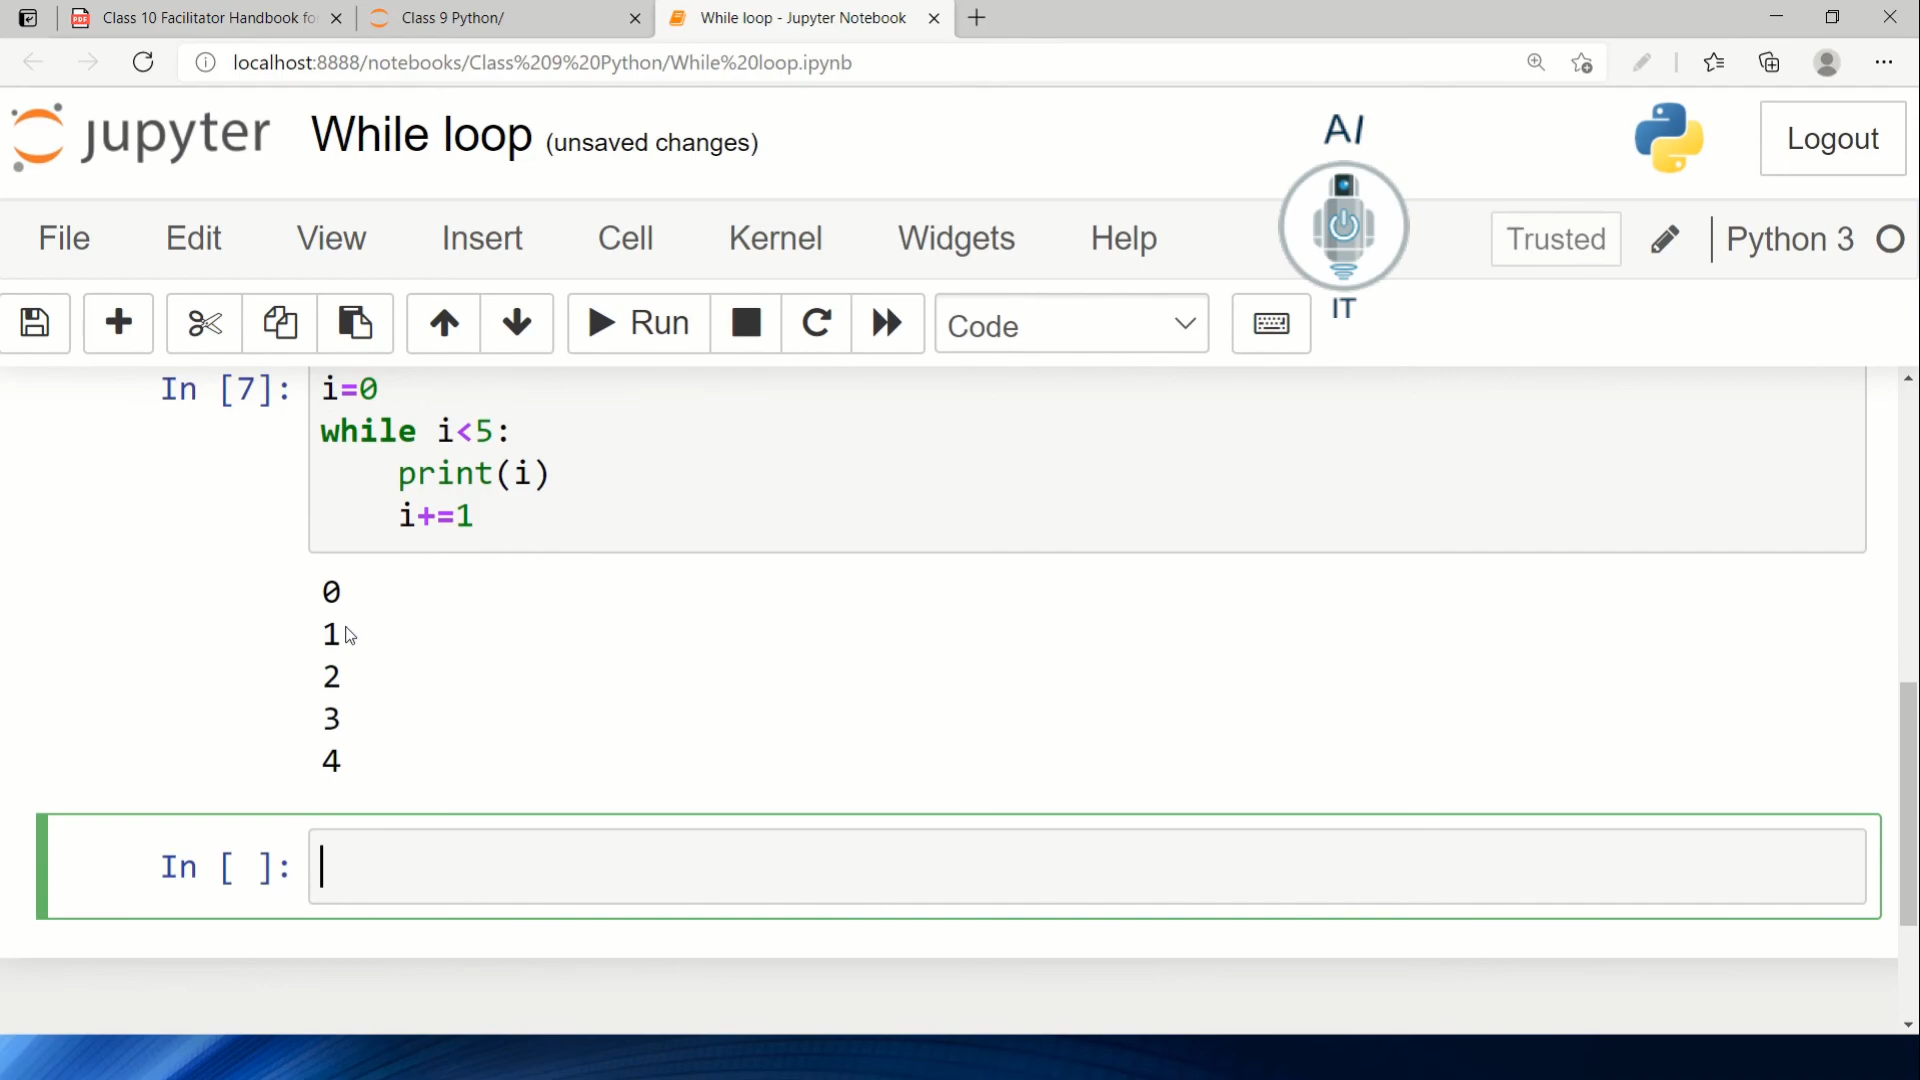 Class 10 Facilitator Handbook fo
Class 9 Python/
While loop - Jupyter Notebook
localhost:8888/notebooks/Class%209%20Python/While%20loop.ipynb
jupyter While loop (unsaved changes)
AI
Logout
File Edit View Insert Cell Kernel Widgets Help
Trusted
Python 3
IT
Run
Code
In [7]: i=0
while i<5:
    print(i)
    i+=1
0
1
2
3
4
In [ ]: